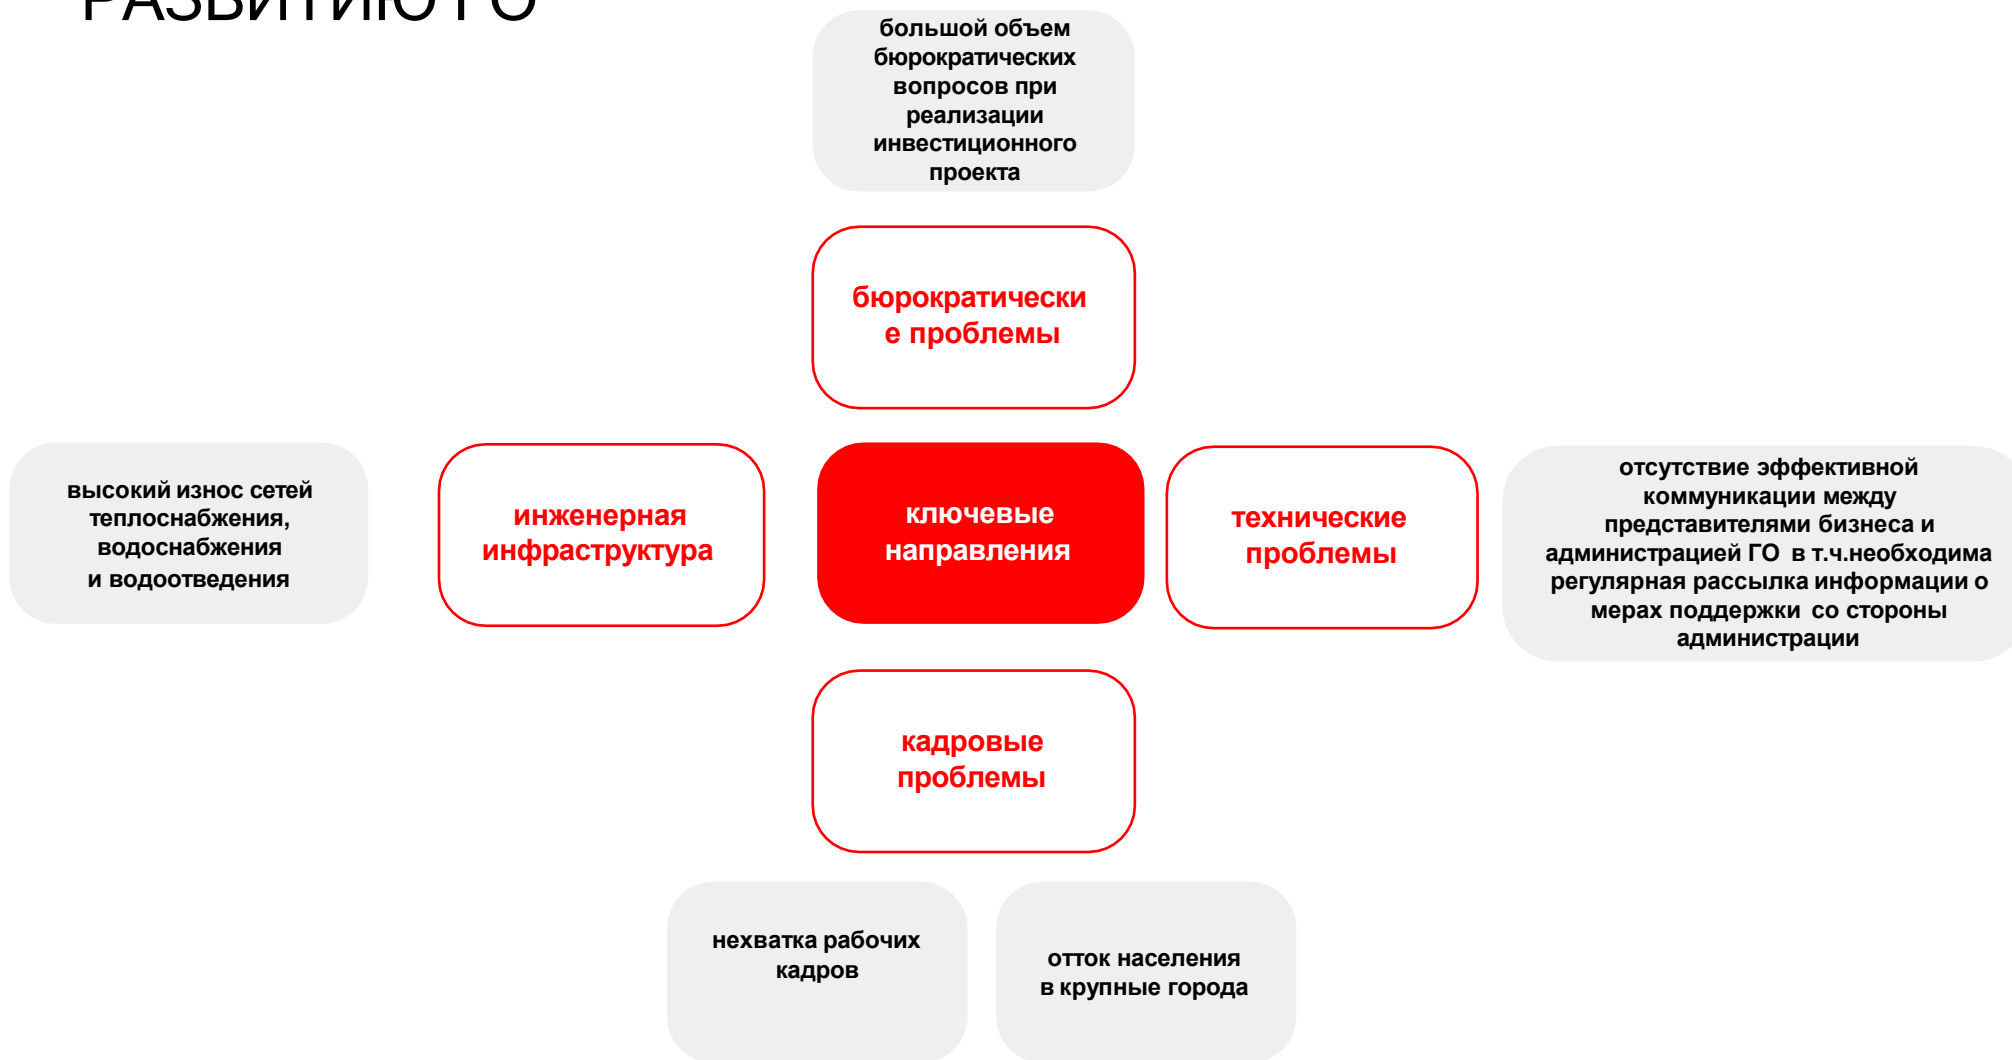 РАЗВИТИЮ ГО
большой объем
бюрократических
вопросов при
реализации
инвестиционного
проекта
бюрократически
е проблемы
высокий износ сетей
теплоснабжения,
водоснабжения
и водоотведения
инженерная
инфраструктура
ключевые
направления
технические
проблемы
отсутствие эффективной
коммуникации между
представителями бизнеса и
администрацией ГО в т.ч.необходима
регулярная рассылка информации о
мерах поддержки со стороны
администрации
кадровые
проблемы
нехватка рабочих
кадров
отток населения
в крупные города